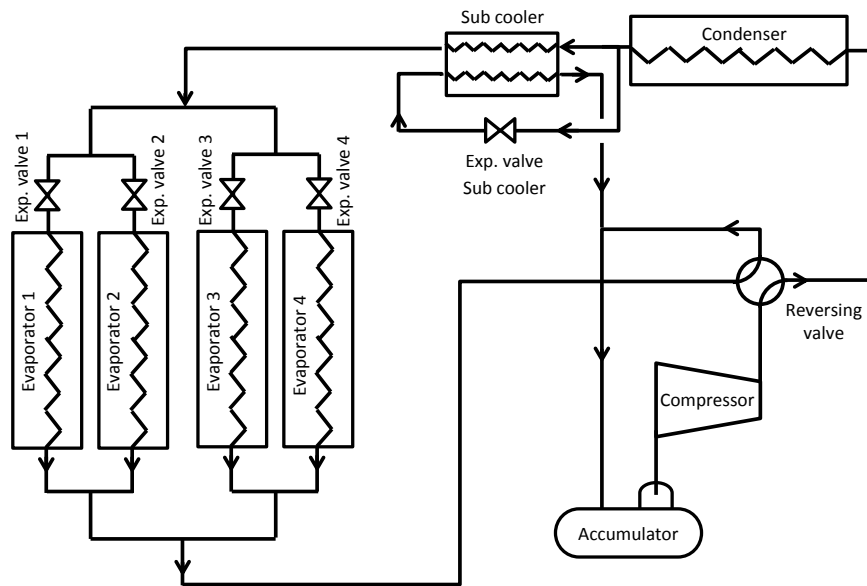 Sub cooler
Condenser
Exp. valve
Sub cooler
Exp. valve 1
Exp. valve 2
Exp. valve 3
Exp. valve 4
Evaporator 1
Evaporator 2
Evaporator 3
Evaporator 4
Reversing
valve
Compressor
Accumulator